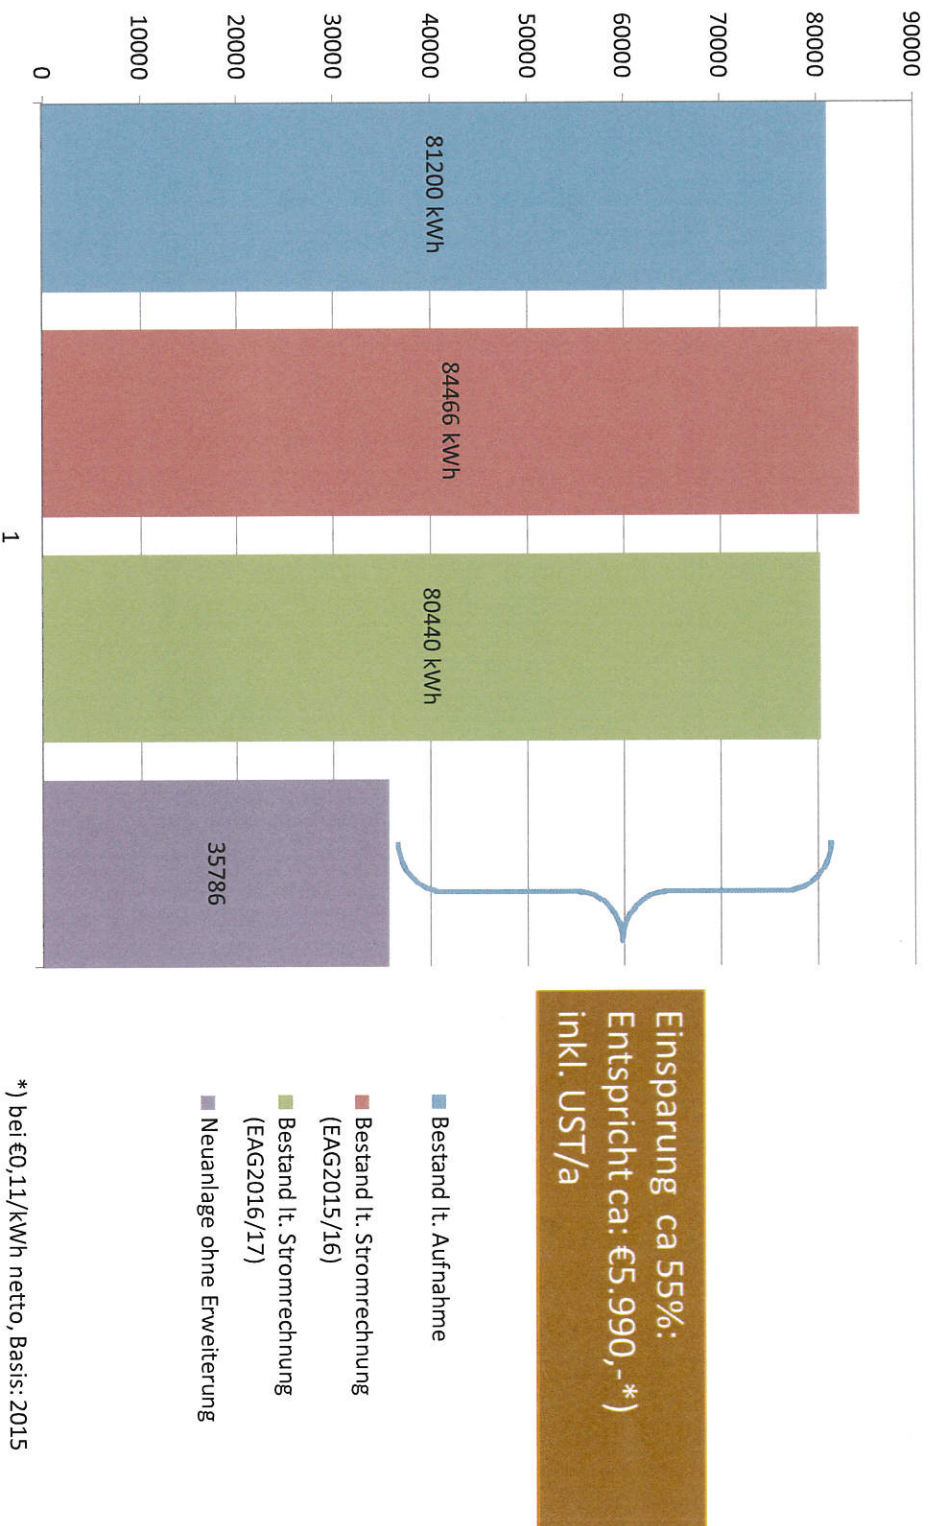 90000
80000
70000
60000
50000
40000
30000
20000
10000
0
81200 kWh
84466 kWh
80440 kWh
35786
1
Einsparung ca 55%:
Entspricht ca: €5.990,-*)
inkl. UST/a
Bestand lt. Aufnahme
Bestand lt. Stromrechnung
(EAG2015/16)
Bestand lt. Stromrechnung
(EAG2016/17)
Neuanlage ohne Erweiterung
*) bei €0,11/kWh netto, Basis: 2015